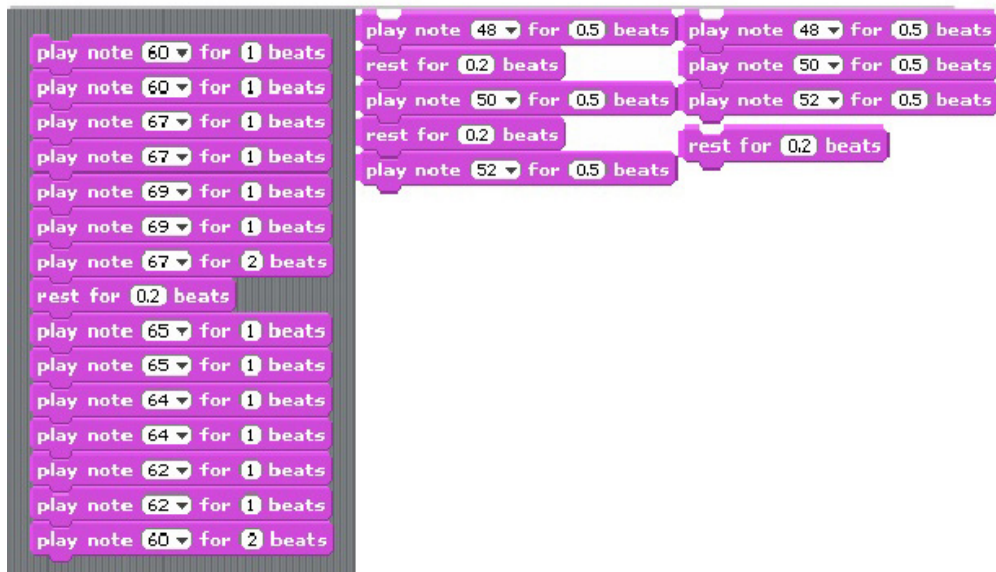 play note 60 for 1 beats
play note 60 for 1 beats
play note 67 for 1 beats
play note 67 for 1 beats
play note 69 for 1 beats
play note 69 for 1 beats
play note 67 for 2 beats
rest for 0.2 beats
play note 65 for 1 beats
play note 65 for 1 beats
play note 64 for 1 beats
play note 64 for 1 beats
play note 62 for 1 beats
play note 62 for 1 beats
play note 60 for 2 beats
play note 48 for 0.5 beats
rest for 0.2 beats
play note 50 for 0.5 beats
rest for 0.2 beats
play note 52 for 0.5 beats
play note 48 for 0.5 beats
play note 50 for 0.5 beats
play note 52 for 0.5 beats
rest for 0.2 beats